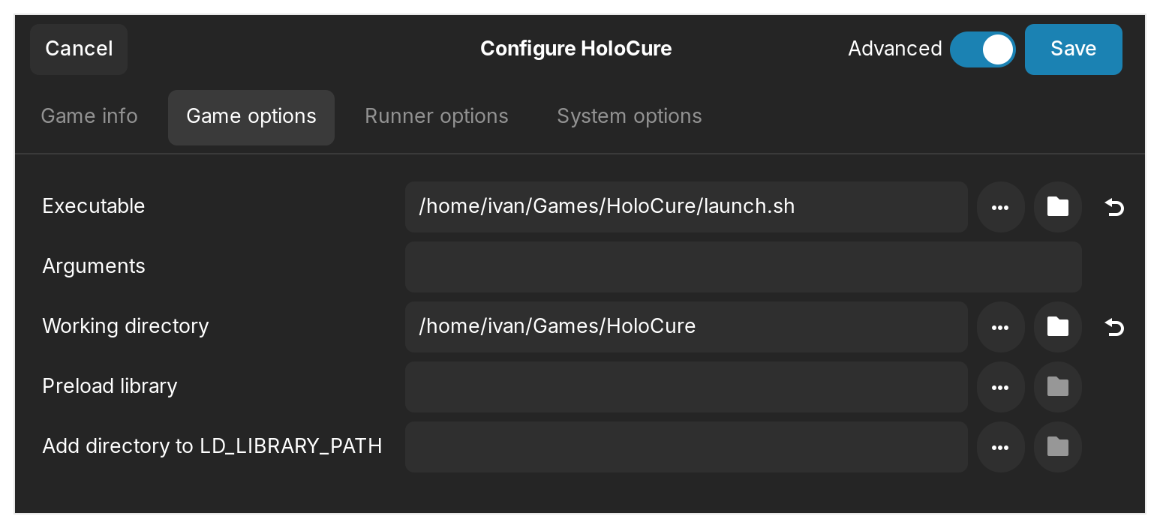 Cancel Configure HoloCure Advanced Save
Game info Game options Runner options System options
Executable /home/ivan/Games/HoloCure/launch.sh
Arguments
Working directory /home/ivan/Games/HoloCure
Preload library
Add directory to LD_LIBRARY_PATH